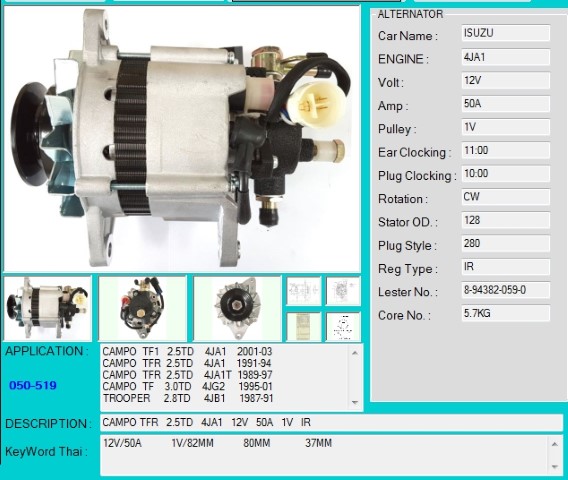 ALTERNATOR
Car Name : ISUZU
ENGINE : 4JA1
Volt : 12V
Amp : 50A
Pulley : 1V
Ear Clocking : 11:00
Plug Clocking : 10:00
Rotation : CW
Stator OD. : 128
Plug Style : 280
Reg Type : IR
Lester No. : 8-94382-059-0
Core No. : 5.7KG
APPLICATION :
050-519
CAMPO TF1 2.5TD 4JA1 2001-03
CAMPO TFR 2.5TD 4JA1 1991-94
CAMPO TFR 2.5TD 4JA1T 1989-97
CAMPO TF 3.0TD 4JG2 1995-01
TROOPER 2.8TD 4JB1 1987-91
DESCRIPTION : CAMPO TFR 2.5TD 4JA1 12V 50A 1V IR
KeyWord Thai : 12V/50A 1V/82MM 80MM 37MM